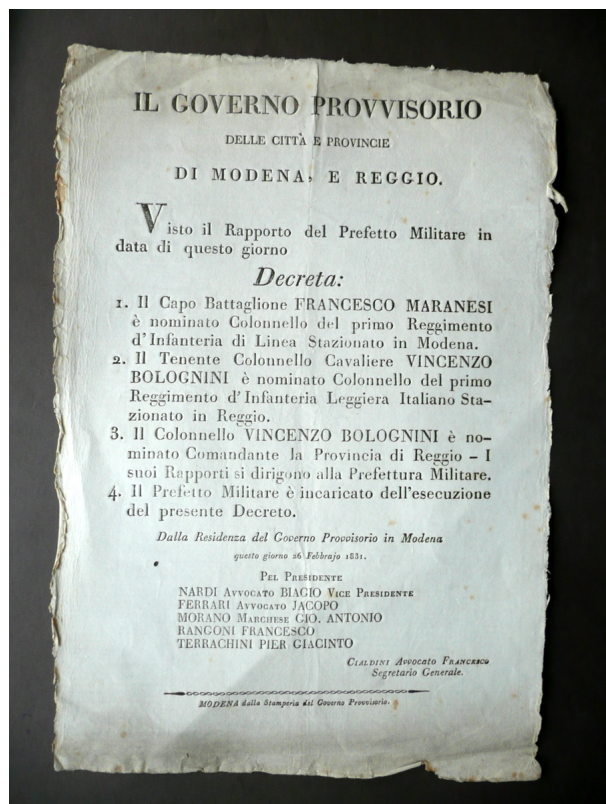 IL GOVERNO PROVVISORIO
DELLE CITTÀ E PROVINCIE
DI MODENA, E REGGIO.
Visto il Rapporto del Prefetto Militare in
data di questo giorno
Decreta:
1. Il Capo Battaglione FRANCESCO MARANESI
è nominato Colonnello del primo Reggimento
d'Infanteria di Linea Stazionato in Modena.
2. Il Tenente Colonnello Cavaliere VINCENZO
BOLOGNINI è nominato Colonnello del primo
Reggimento d'Infanteria Leggiera Italiano Sta-
zionato in Reggio.
3. Il Colonnello VINCENZO BOLOGNINI è no-
minato Comandante la Provincia di Reggio - I
suoi Rapporti si dirigono alla Prefettura Militare.
4. Il Prefetto Militare è incaricato dell'esecuzione
del presente Decreto.
Dalla Residenza del Governo Provvisorio in Modena
questo giorno 26 Febbrajo 1831.
PEL PRESIDENTE
NARDI AVVOCATO BIAGIO VICE PRESIDENTE
FERRARI AVVOCATO JACOPO
MORANO MARCHESE GIO. ANTONIO
RANGONI FRANCESCO
TERRACHINI PIER GIACINTO
CIALDINI AVVOCATO FRANCESCO
Segretario Generale.
MODENA dalla Stamperia del Governo Provvisorio.